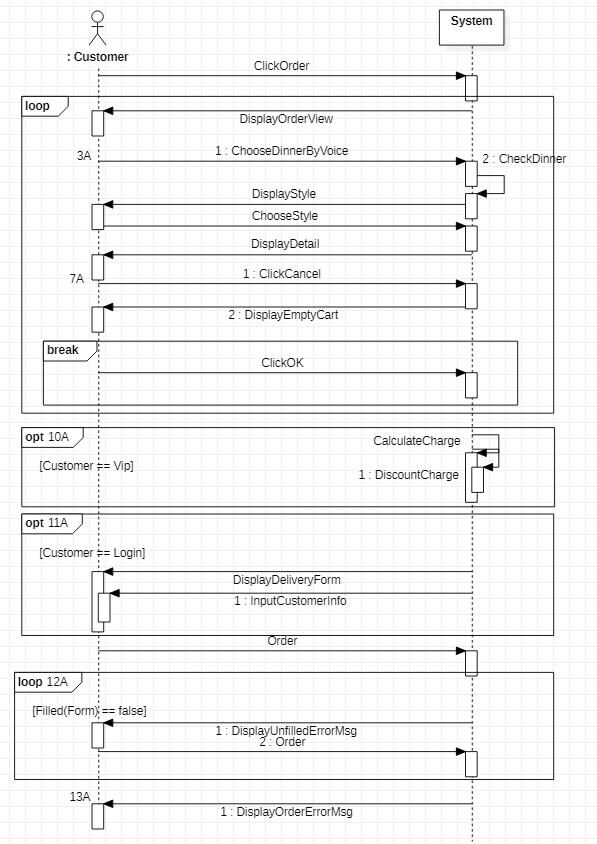 System
: Customer
ClickOrder
loop
DisplayOrderView
3A
1 : ChooseDinnerByVoice
2 : CheckDinner
DisplayStyle
ChooseStyle
DisplayDetail
7A
1 : ClickCancel
2 : DisplayEmptyCart
break
ClickOK
opt 10A
CalculateCharge
[Customer == Vip]
1 : DiscountCharge
opt 11A
[Customer == Login]
DisplayDeliveryForm
1 : InputCustomerInfo
Order
loop 12A
[Filled(Form) == false]
1 : DisplayUnfilledErrorMsg
2 : Order
13A
1 : DisplayOrderErrorMsg